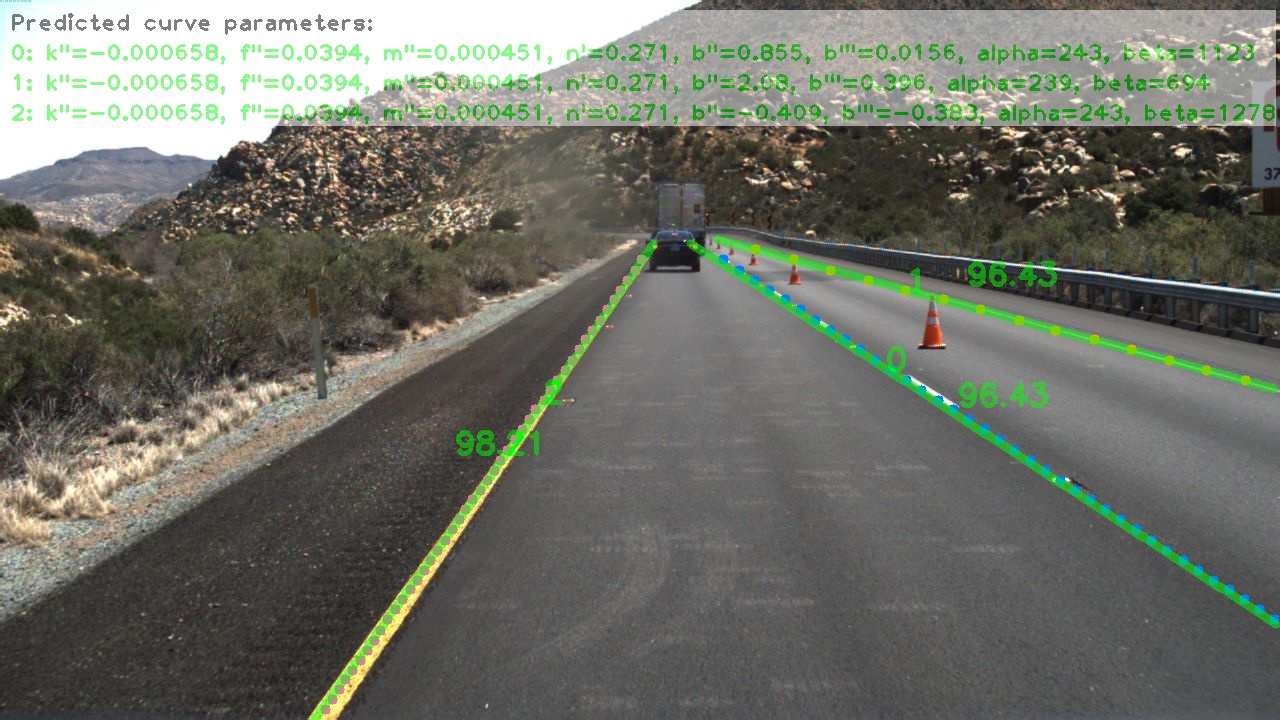 Predicted curve parameters:
0: k''=-0.000658, f''=0.0394, m''=0.000451, n'=0.271, b''=0.855, b'''=0.0156, alpha=243, beta=1123
1: k''=-0.000658, f''=0.0394, m''=0.000451, n'=0.271, b''=2.08, b'''=0.396, alpha=239, beta=694
2: k''=-0.000658, f''=0.0394, m''=0.000451, n'=0.271, b''=-0.409, b'''=-0.383, alpha=243, beta=1278
37
1 96.43
0
2 96.43
98.21